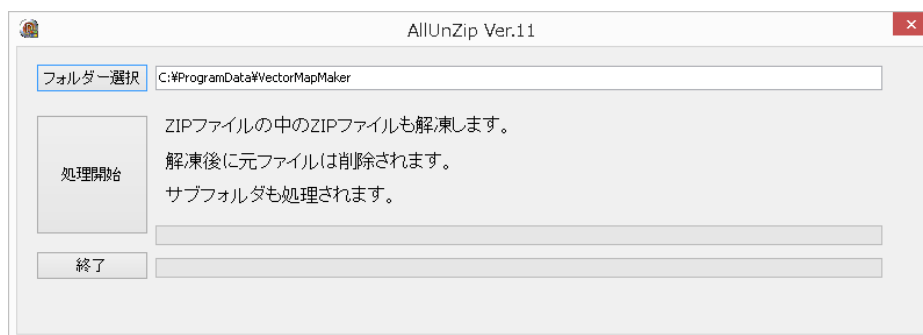 AllUnZip Ver.11
フォルダー選択 C:¥ProgramData¥VectorMapMaker
ZIPファイルの中のZIPファイルも解凍します。
解凍後に元ファイルは削除されます。
処理開始
サブフォルダも処理されます。
終了